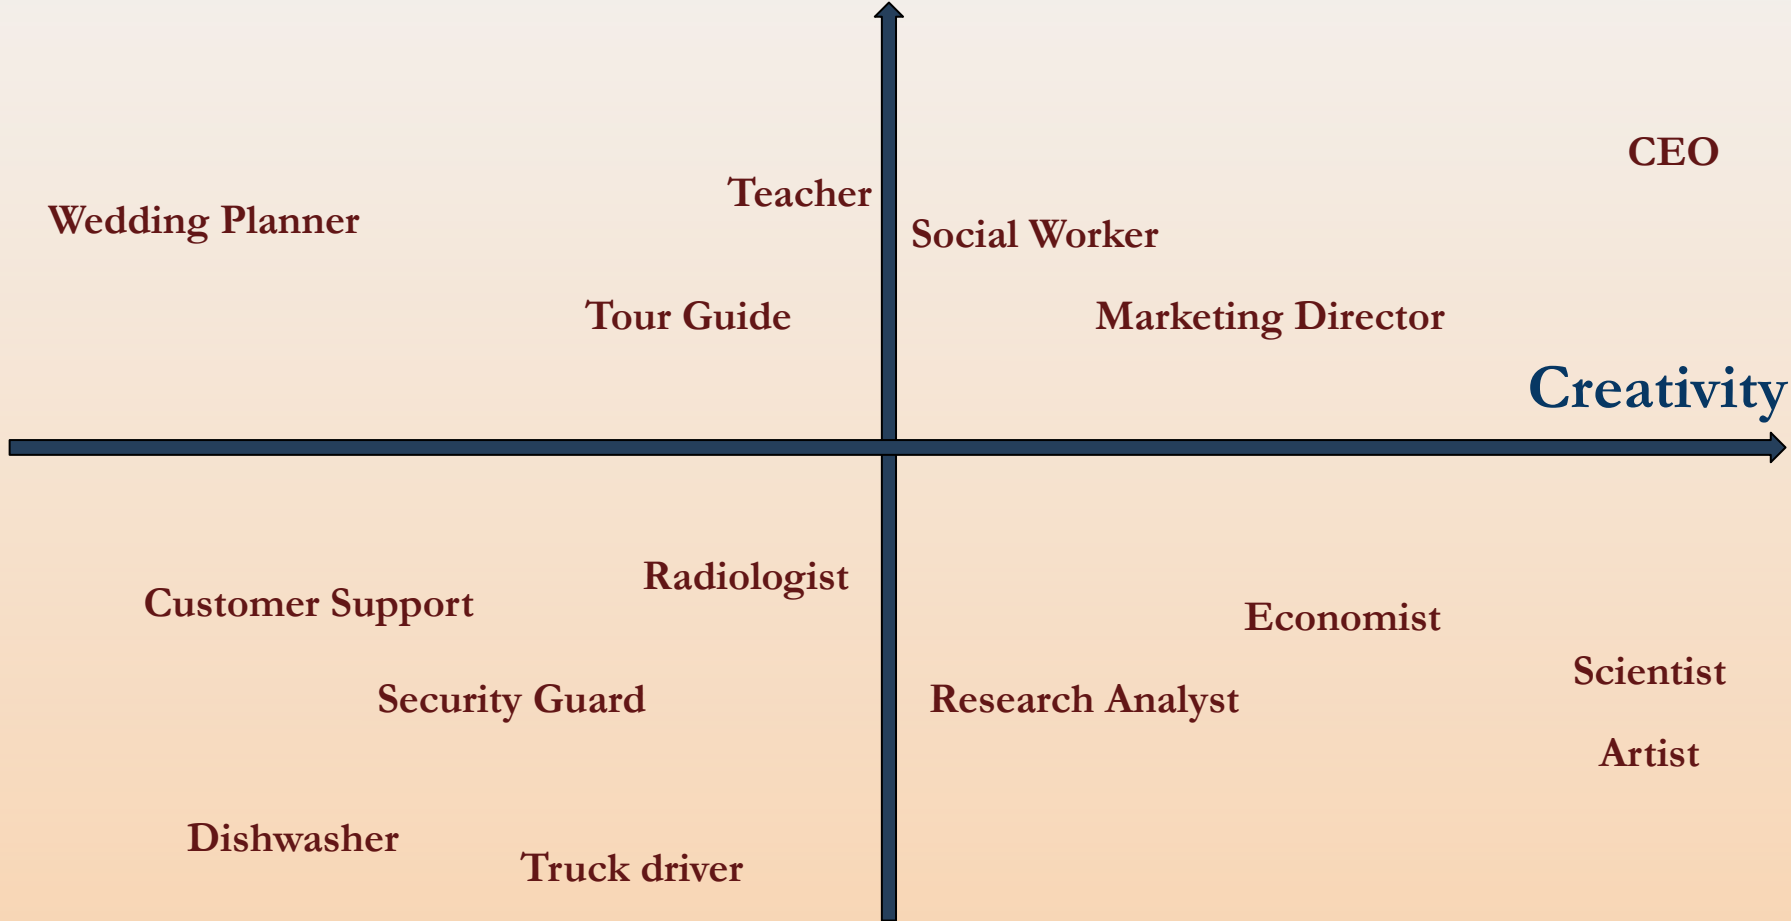 CEO
Teacher
Wedding Planner
Social Worker
Tour Guide
Marketing Director
Creativity
Radiologist
Customer Support
Economist
Scientist
Security Guard
Research Analyst
Artist
Dishwasher
Truck driver